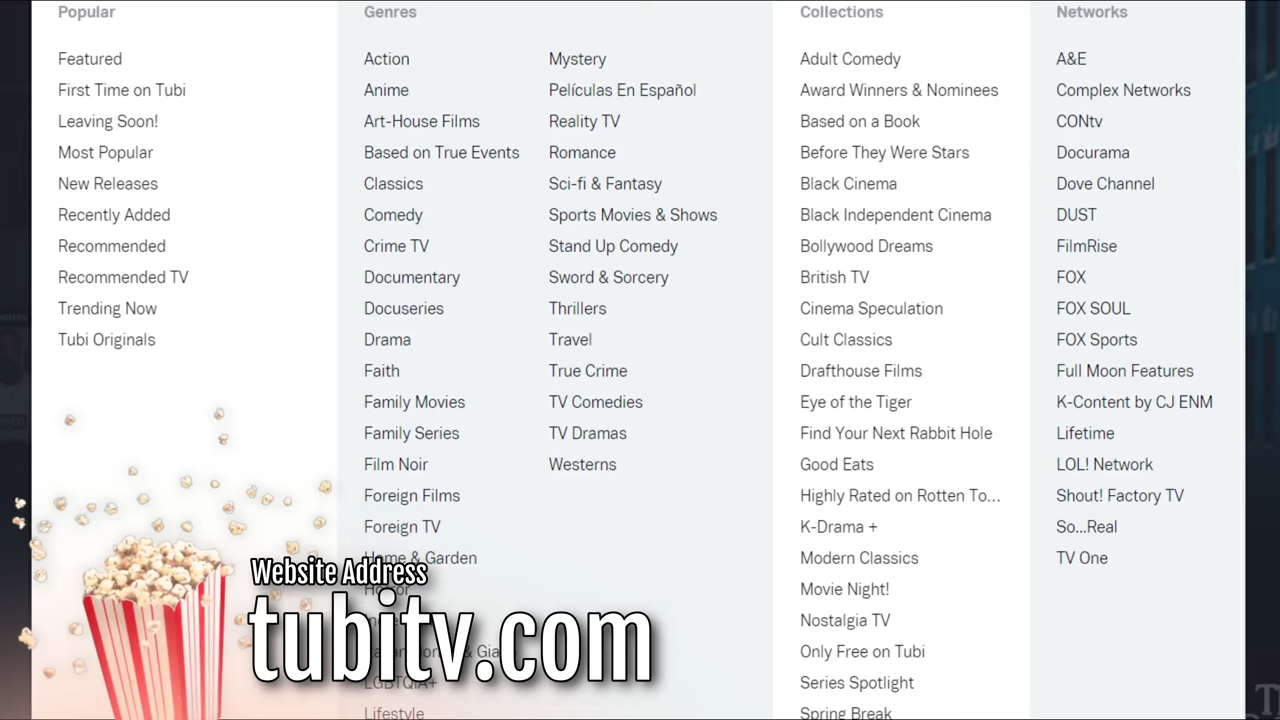 Popular
Featured
First Time on Tubi
Leaving Soon!
Most Popular
New Releases
Recently Added
Recommended
Recommended TV
Trending Now
Tubi Originals
Genres
Action
Anime
Art-House Films
Based on True Events
Classics
Comedy
Crime TV
Documentary
Docuseries
Drama
Faith
Family Movies
Family Series
Film Noir
Foreign Films
Foreign TV
Home & Garden
Horror
LGBTQIA+
Lifestyle
Mystery
Películas En Español
Reality TV
Romance
Sci-fi & Fantasy
Sports Movies & Shows
Stand Up Comedy
Sword & Sorcery
Thrillers
Travel
True Crime
TV Comedies
TV Dramas
Westerns
Collections
Adult Comedy
Award Winners & Nominees
Based on a Book
Before They Were Stars
Black Cinema
Black Independent Cinema
Bollywood Dreams
British TV
Cinema Speculation
Cult Classics
Drafthouse Films
Eye of the Tiger
Find Your Next Rabbit Hole
Good Eats
Highly Rated on Rotten To...
K-Drama +
Modern Classics
Movie Night!
Nostalgia TV
Only Free on Tubi
Series Spotlight
Spring Break
Networks
A&E
Complex Networks
CONtv
Docurama
Dove Channel
DUST
FilmRise
FOX
FOX SOUL
FOX Sports
Full Moon Features
K-Content by CJ ENM
Lifetime
LOL! Network
Shout! Factory TV
So...Real
TV One
Website Address
tubitv.com